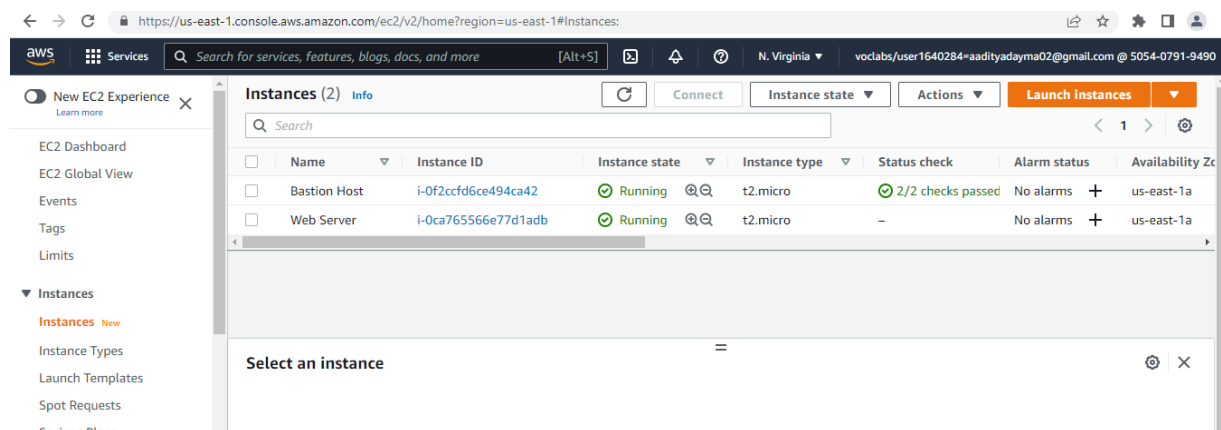 https://us-east-1.console.aws.amazon.com/ec2/v2/home?region=us-east-1#Instances:
aws Services Search for services, features, blogs, docs, and more [Alt+S] N. Virginia ▼ voclabs/user1640284=aadityadayma02@gmail.com @ 5054-0791-9490
New EC2 Experience
Learn more
EC2 Dashboard
EC2 Global View
Events
Tags
Limits
Instances
Instances New
Instance Types
Launch Templates
Spot Requests
Instances (2) Info Connect Instance state ▼ Actions ▼ Launch instances ▼
Search
1
Name Instance ID Instance state Instance type Status check Alarm status Availability Zo
Bastion Host i-0f2ccfd6ce494ca42 Running t2.micro 2/2 checks passed No alarms + us-east-1a
Web Server i-0ca765566e77d1adb Running t2.micro – No alarms + us-east-1a
Select an instance